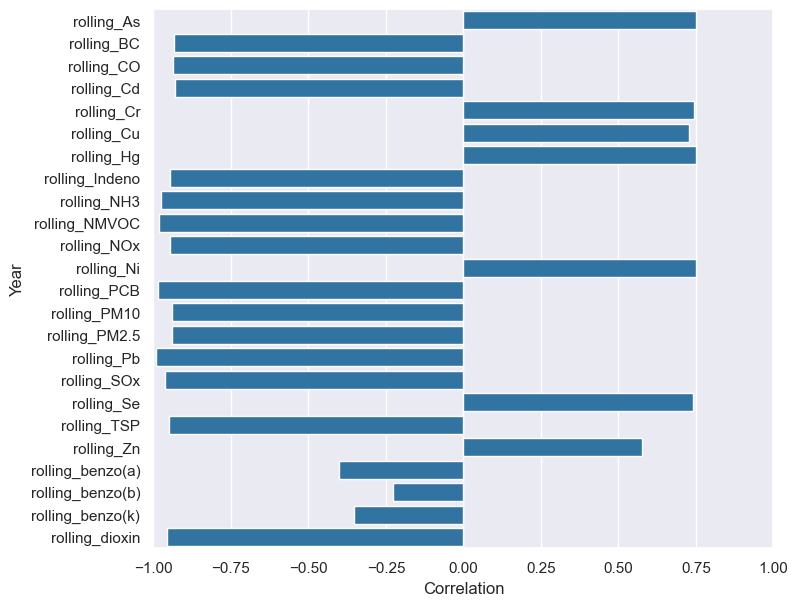 rolling_As
rolling_BC
rolling_CO
rolling_Cd
rolling_Cr
rolling_Cu
rolling_Hg
rolling_Indeno
rolling_NH3
rolling_NMVOC
rolling_NOx
rolling_Ni
rolling_PCB
rolling_PM10
rolling_PM2.5
rolling_Pb
rolling_SOx
rolling_Se
rolling_TSP
rolling_Zn
rolling_benzo(a)
rolling_benzo(b)
rolling_benzo(k)
rolling_dioxin
Year
−1.00 −0.75 −0.50 −0.25 0.00 0.25 0.50 0.75 1.00
Correlation